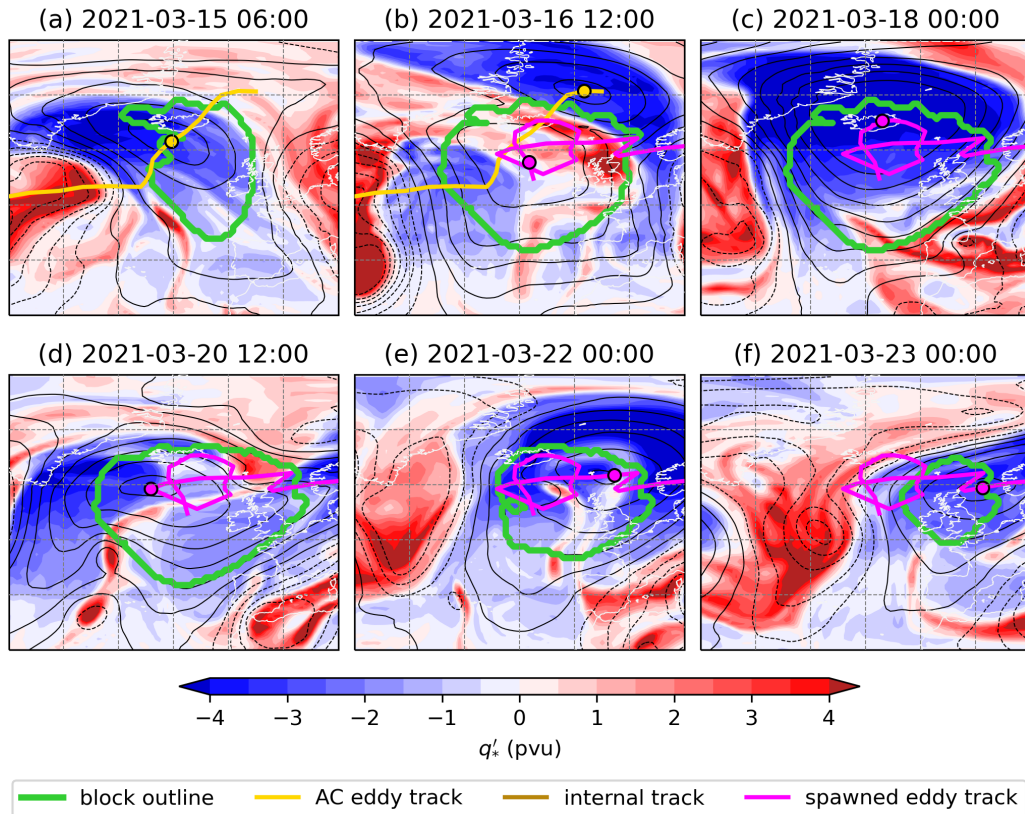 (a) 2021-03-15 06:00
(b) 2021-03-16 12:00
(c) 2021-03-18 00:00
(d) 2021-03-20 12:00
(e) 2021-03-22 00:00
(f) 2021-03-23 00:00
−4 −3 −2 −1 0 1 2 3 4
q′* (pvu)
block outline AC eddy track internal track spawned eddy track